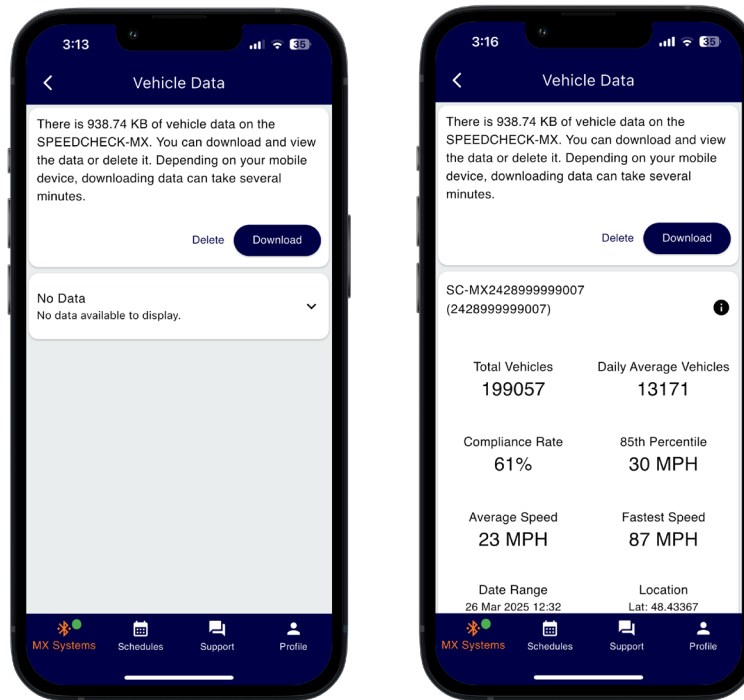 3:13
35
Vehicle Data
There is 938.74 KB of vehicle data on the
SPEEDCHECK-MX. You can download and view
the data or delete it. Depending on your mobile
device, downloading data can take several
minutes.
Delete Download
No Data
No data available to display.
MX Systems Schedules Support Profile
3:16
35
Vehicle Data
There is 938.74 KB of vehicle data on the
SPEEDCHECK-MX. You can download and view
the data or delete it. Depending on your mobile
device, downloading data can take several
minutes.
Delete Download
SC-MX2428999999007
(2428999999007)
Total Vehicles Daily Average Vehicles
199057 13171
Compliance Rate 85th Percentile
61% 30 MPH
Average Speed Fastest Speed
23 MPH 87 MPH
Date Range Location
26 Mar 2025 12:32 Lat: 48.43367
MX Systems Schedules Support Profile